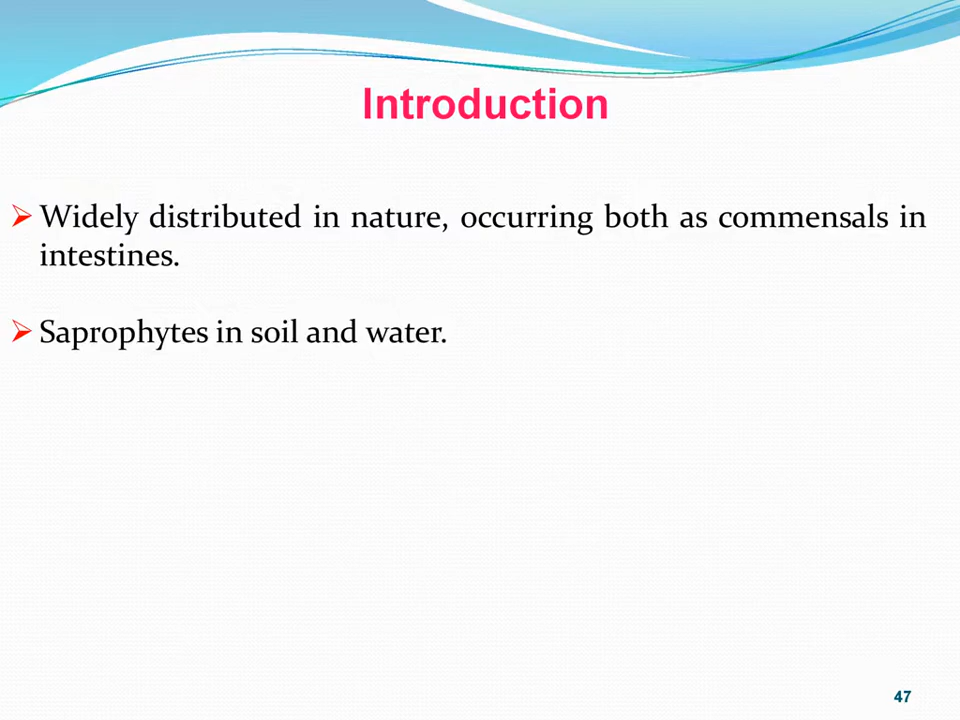 Introduction
Widely distributed in nature, occurring both as commensals in
intestines.
Saprophytes in soil and water.
47